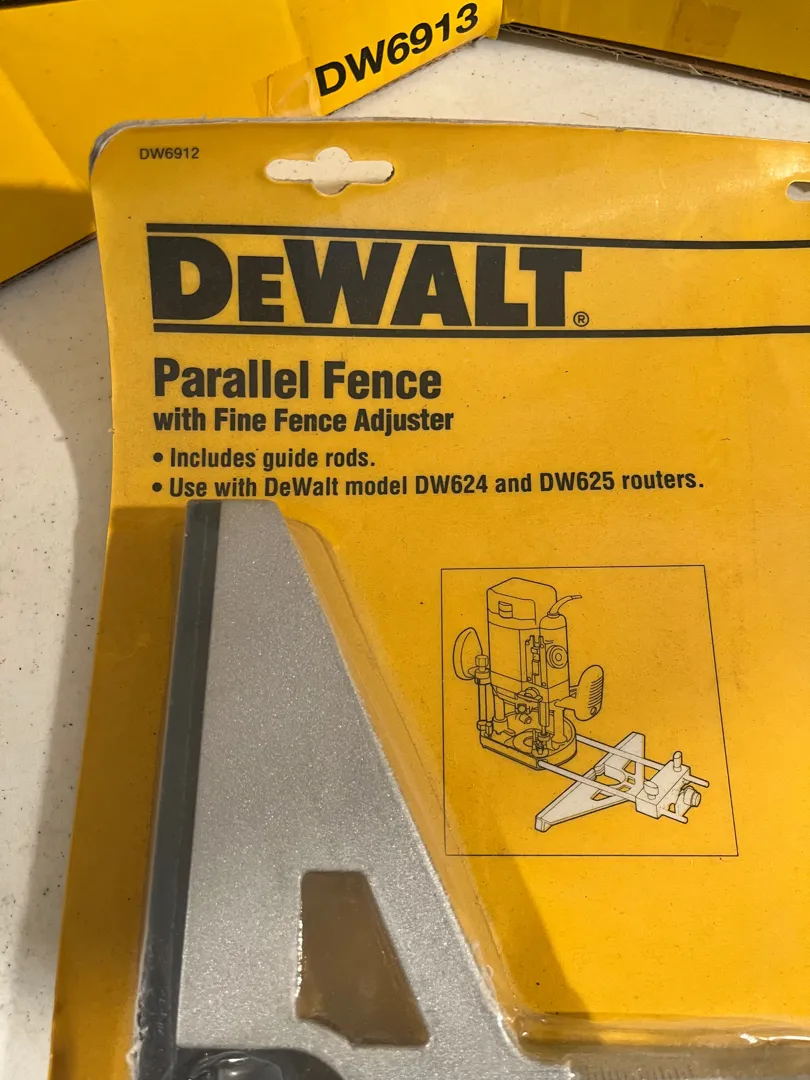 DW6913
DW6912
DEWALT®
Parallel Fence
with Fine Fence Adjuster
• Includes guide rods.
• Use with DeWalt model DW624 and DW625 routers.